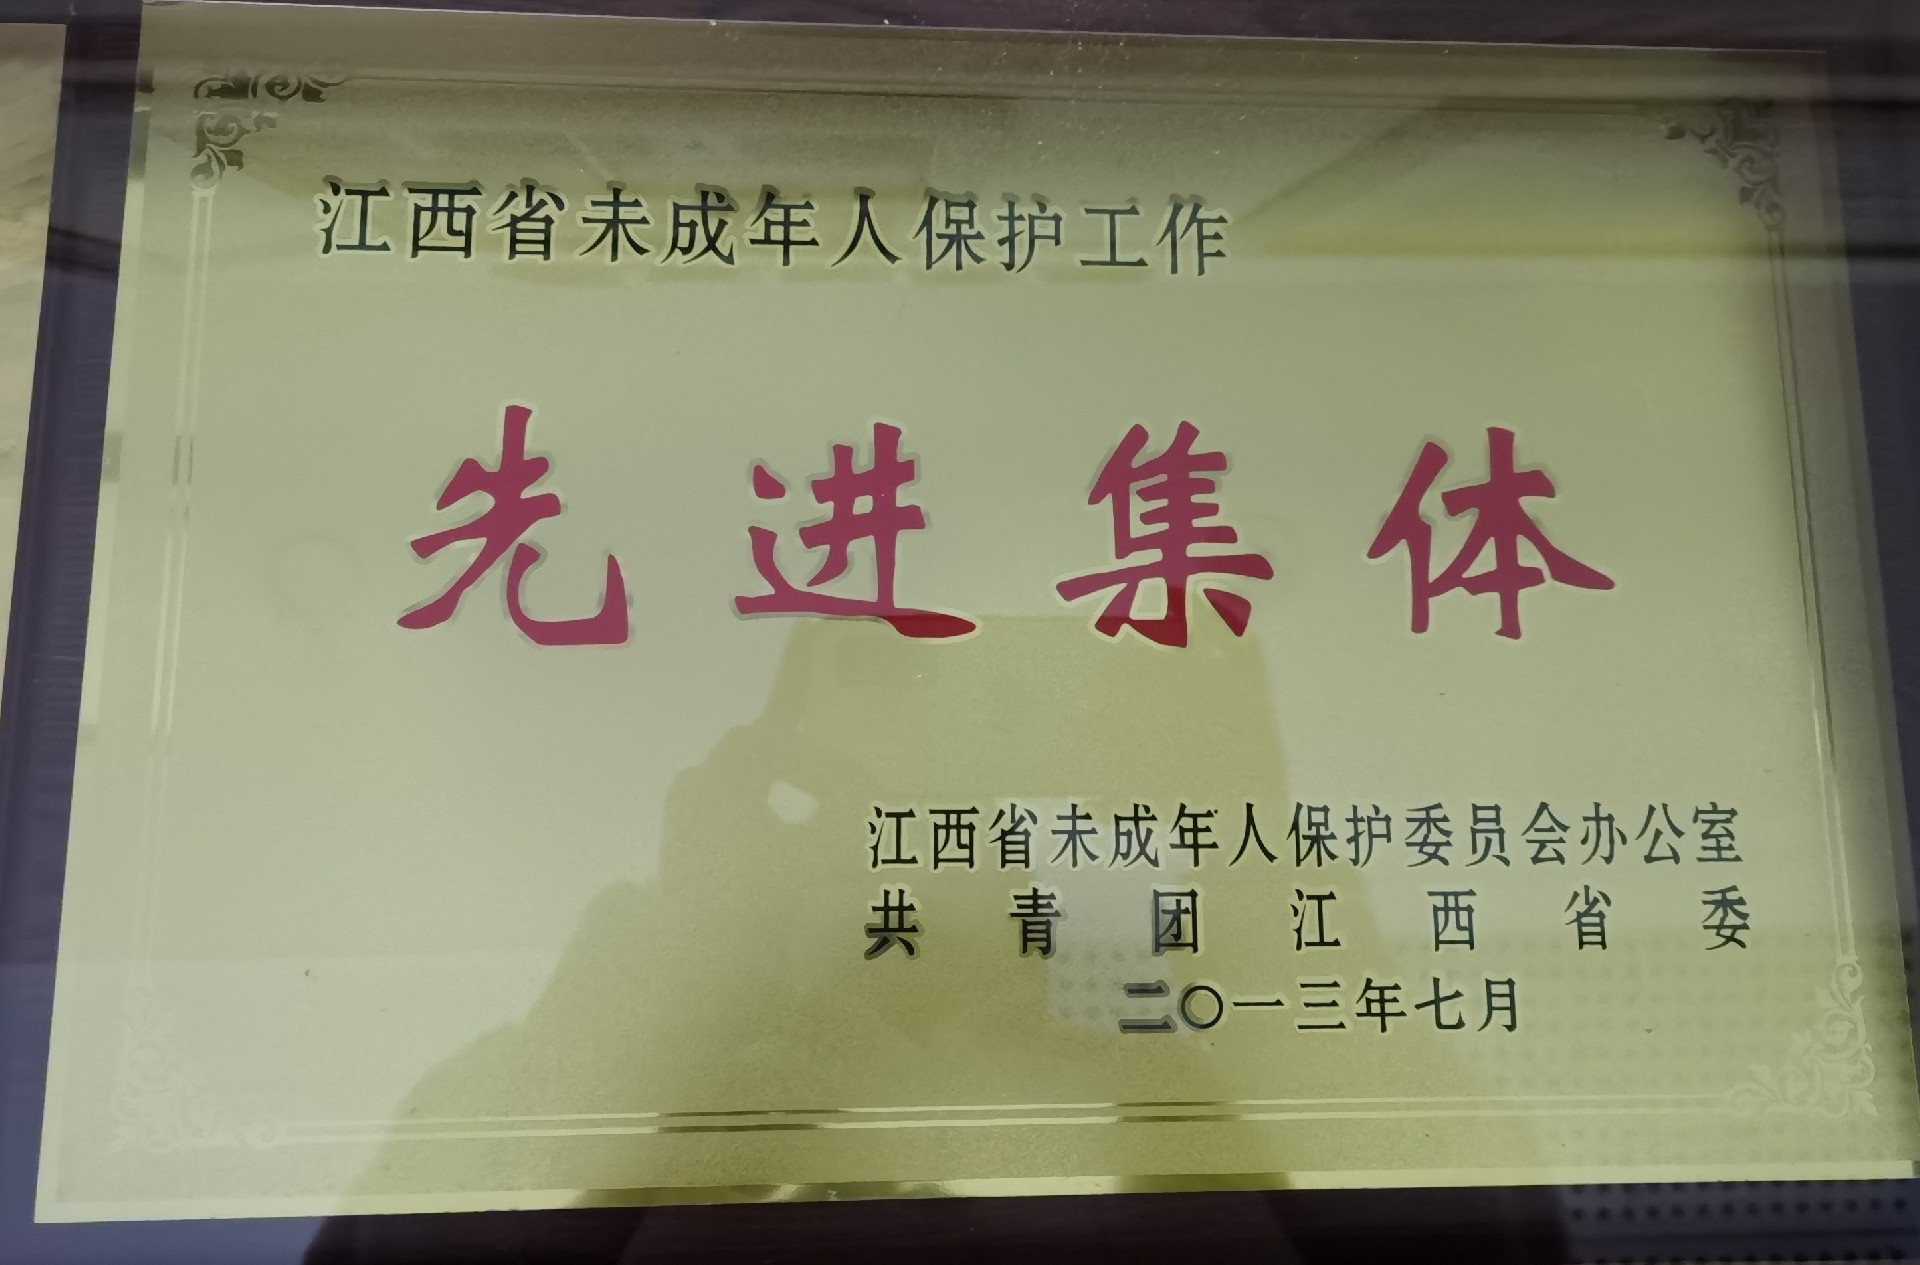 江西省未成年人保护工作
先进集体
江西省未成年人保护委员会办公室
共青团江西省委
二〇一三年七月